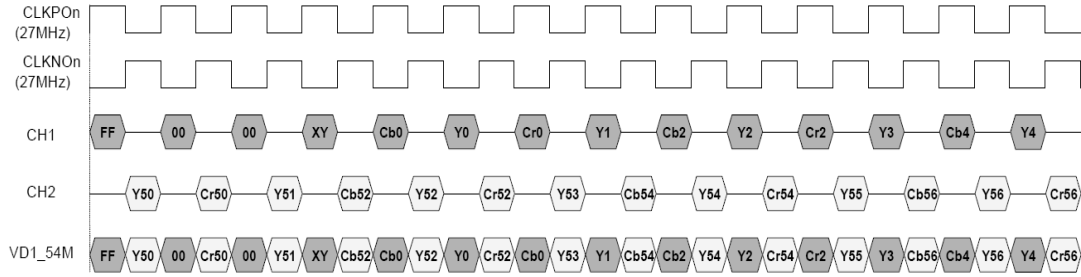 CLKPOn
(27MHz)
CLKNOn
(27MHz)
CH1 FF 00 00 XY Cb0 Y0 Cr0 Y1 Cb2 Y2 Cr2 Y3 Cb4 Y4
CH2 Y50 Cr50 Y51 Cb52 Y52 Cr52 Y53 Cb54 Y54 Cr54 Y55 Cb56 Y56 Cr56
VD1_54M FF Y50 00 Cr50 00 Y51 XY Cb52 Cb0 Y52 Y0 Cr52 Cb0 Y53 Y1 Cb54 Cb2 Y54 Y2 Cr54 Cr2 Y55 Y3 Cb56 Cb4 Y56 Y4 Cr56